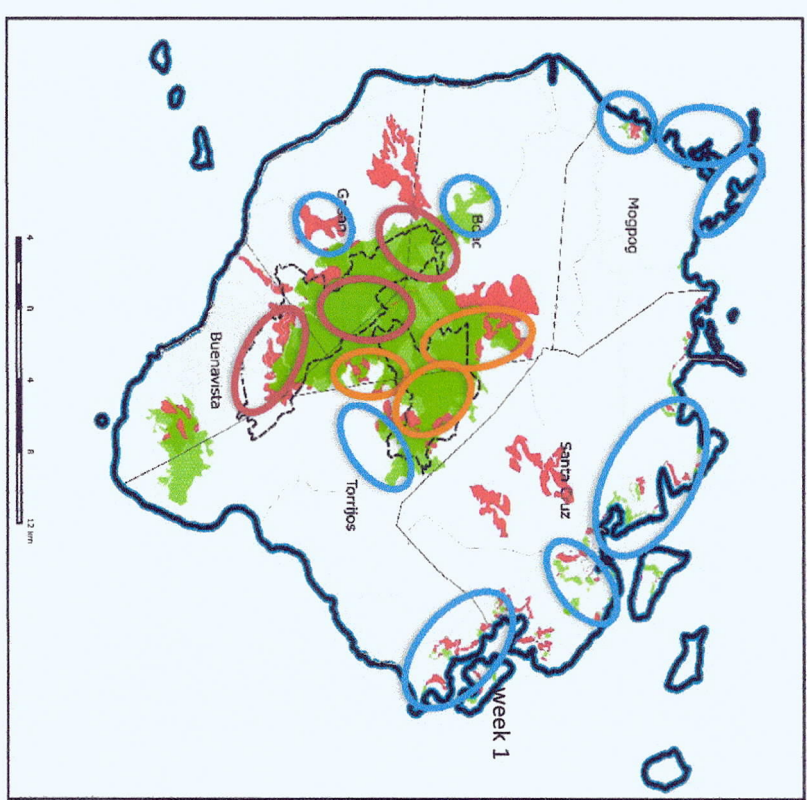 week 1
Mogpog
Boac
Gasan
Santa Cruz
Buenavista
Torrijos
4
0
4
8
12 km